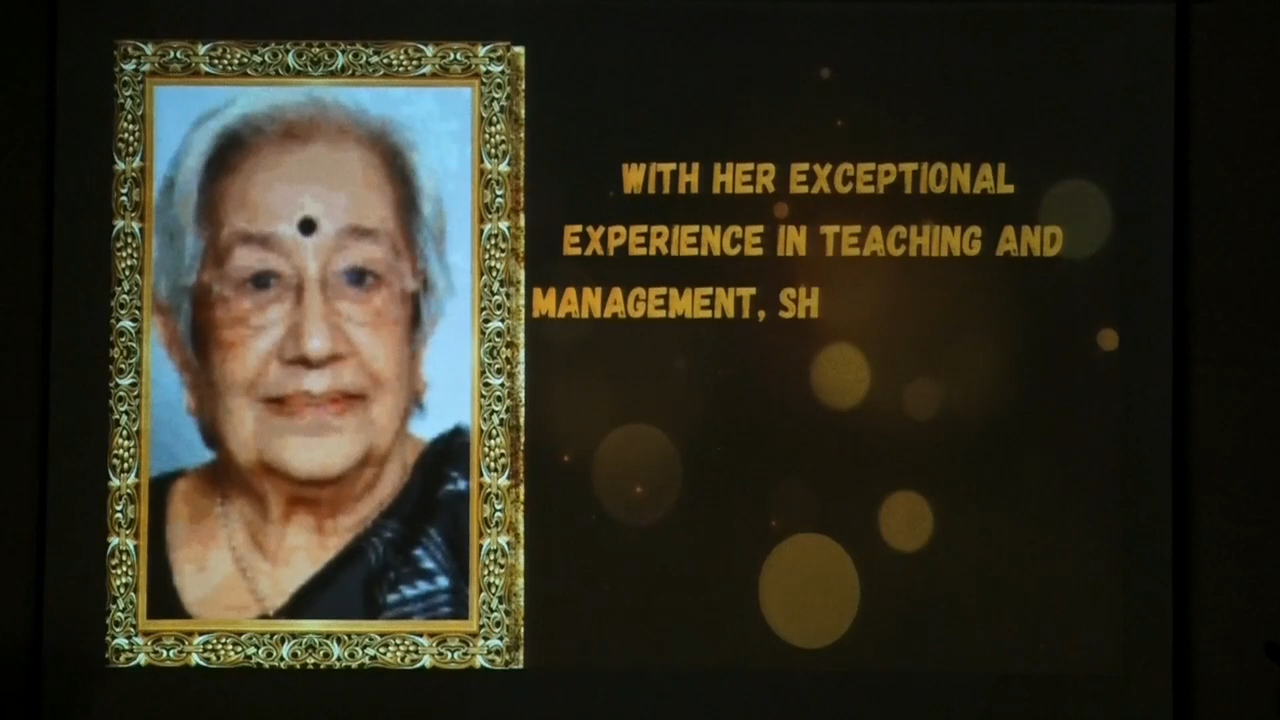 WITH HER EXCEPTIONAL
EXPERIENCE IN TEACHING AND
MANAGEMENT, SH